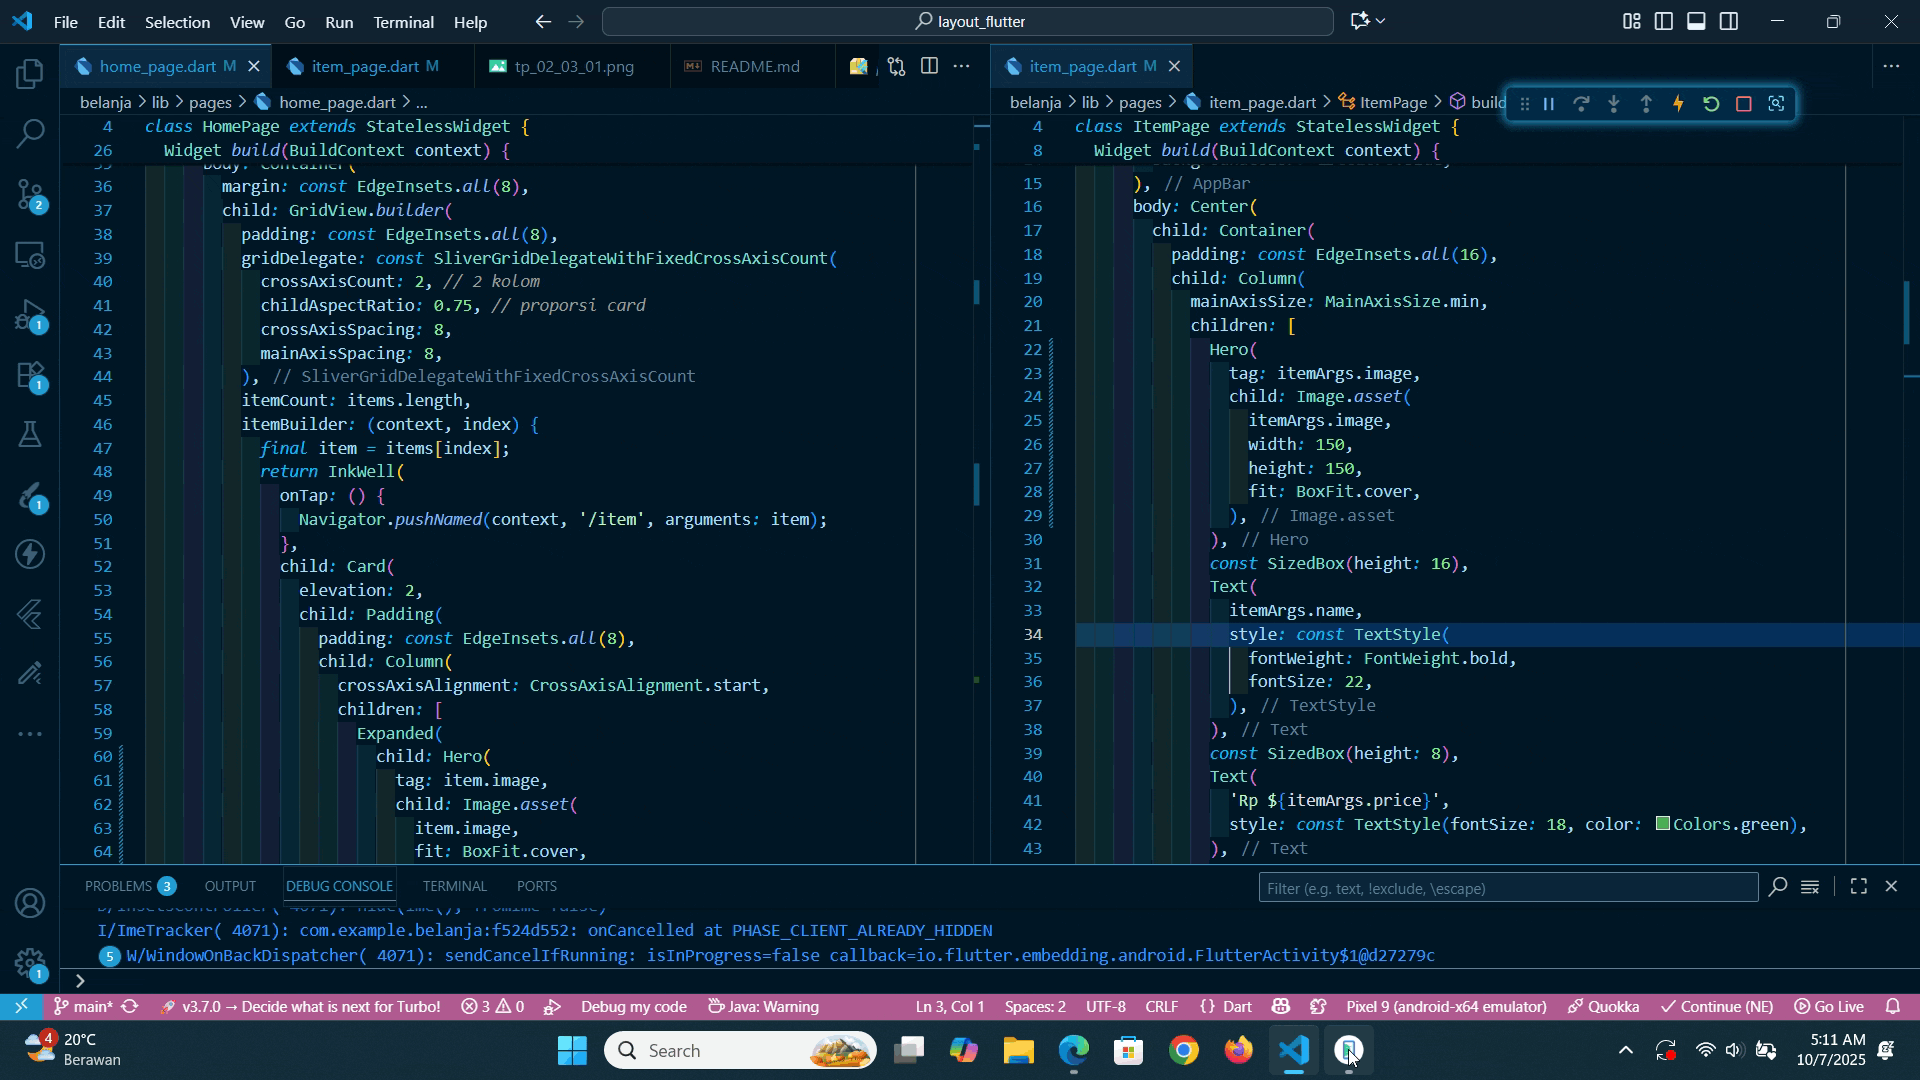 File Edit Selection View Go Run Terminal Help
layout_flutter
home_page.dart M
item_page.dart M
tp_02_03_01.png
README.md
belanja > lib > pages > home_page.dart > ...
4 class HomePage extends StatelessWidget {
26 Widget build(BuildContext context) {
36 margin: const EdgeInsets.all(8),
37 child: GridView.builder(
38 padding: const EdgeInsets.all(8),
39 gridDelegate: const SliverGridDelegateWithFixedCrossAxisCount(
40 crossAxisCount: 2, // 2 kolom
41 childAspectRatio: 0.75, // proporsi card
42 crossAxisSpacing: 8,
43 mainAxisSpacing: 8,
44 ), // SliverGridDelegateWithFixedCrossAxisCount
45 itemCount: items.length,
46 itemBuilder: (context, index) {
47 final item = items[index];
48 return InkWell(
49 onTap: () {
50 Navigator.pushNamed(context, '/item', arguments: item);
51 },
52 child: Card(
53 elevation: 2,
54 child: Padding(
55 padding: const EdgeInsets.all(8),
56 child: Column(
57 crossAxisAlignment: CrossAxisAlignment.start,
58 children: [
59 Expanded(
60 child: Hero(
61 tag: item.image,
62 child: Image.asset(
63 item.image,
64 fit: BoxFit.cover,
item_page.dart M
belanja > lib > pages > item_page.dart > ItemPage > build
4 class ItemPage extends StatelessWidget {
8 Widget build(BuildContext context) {
15 ), // AppBar
16 body: Center(
17 child: Container(
18 padding: const EdgeInsets.all(16),
19 child: Column(
20 mainAxisSize: MainAxisSize.min,
21 children: [
22 Hero(
23 tag: itemArgs.image,
24 child: Image.asset(
25 itemArgs.image,
26 width: 150,
27 height: 150,
28 fit: BoxFit.cover,
29 ), // Image.asset
30 ), // Hero
31 const SizedBox(height: 16),
32 Text(
33 itemArgs.name,
34 style: const TextStyle(
35 fontWeight: FontWeight.bold,
36 fontSize: 22,
37 ), // TextStyle
38 ), // Text
39 const SizedBox(height: 8),
40 Text(
41 'Rp ${itemArgs.price}',
42 style: const TextStyle(fontSize: 18, color: Colors.green),
43 ), // Text
2
1
1
1
1
PROBLEMS 3 OUTPUT DEBUG CONSOLE TERMINAL PORTS
Filter (e.g. text, !exclude, \escape)
I/ImeTracker( 4071): com.example.belanja:f524d552: onCancelled at PHASE_CLIENT_ALREADY_HIDDEN
5 W/WindowOnBackDispatcher( 4071): sendCancelIfRunning: isInProgress=false callback=io.flutter.embedding.android.FlutterActivity$1@d27279c
>
main* v3.7.0 → Decide what is next for Turbo! 3 0 Debug my code Java: Warning Ln 3, Col 1 Spaces: 2 UTF-8 CRLF {} Dart Pixel 9 (android-x64 emulator) Quokka Continue (NE) Go Live
4
20°C
Berawan
Search
5:11 AM
10/7/2025